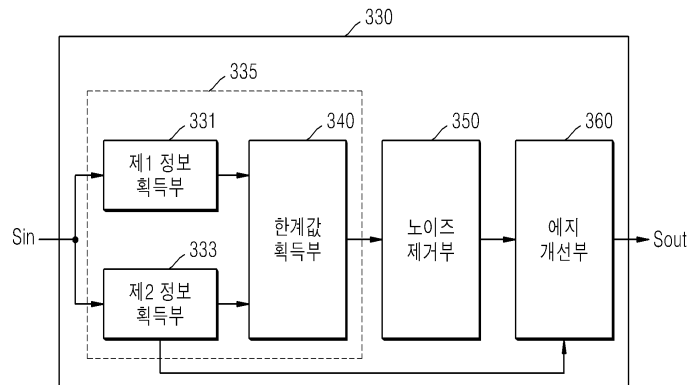 330
335
331
제1 정보
획득부
340
한계값
획득부
350
노이즈
제거부
360
에지
개선부
Sin
Sout
333
제2 정보
획득부